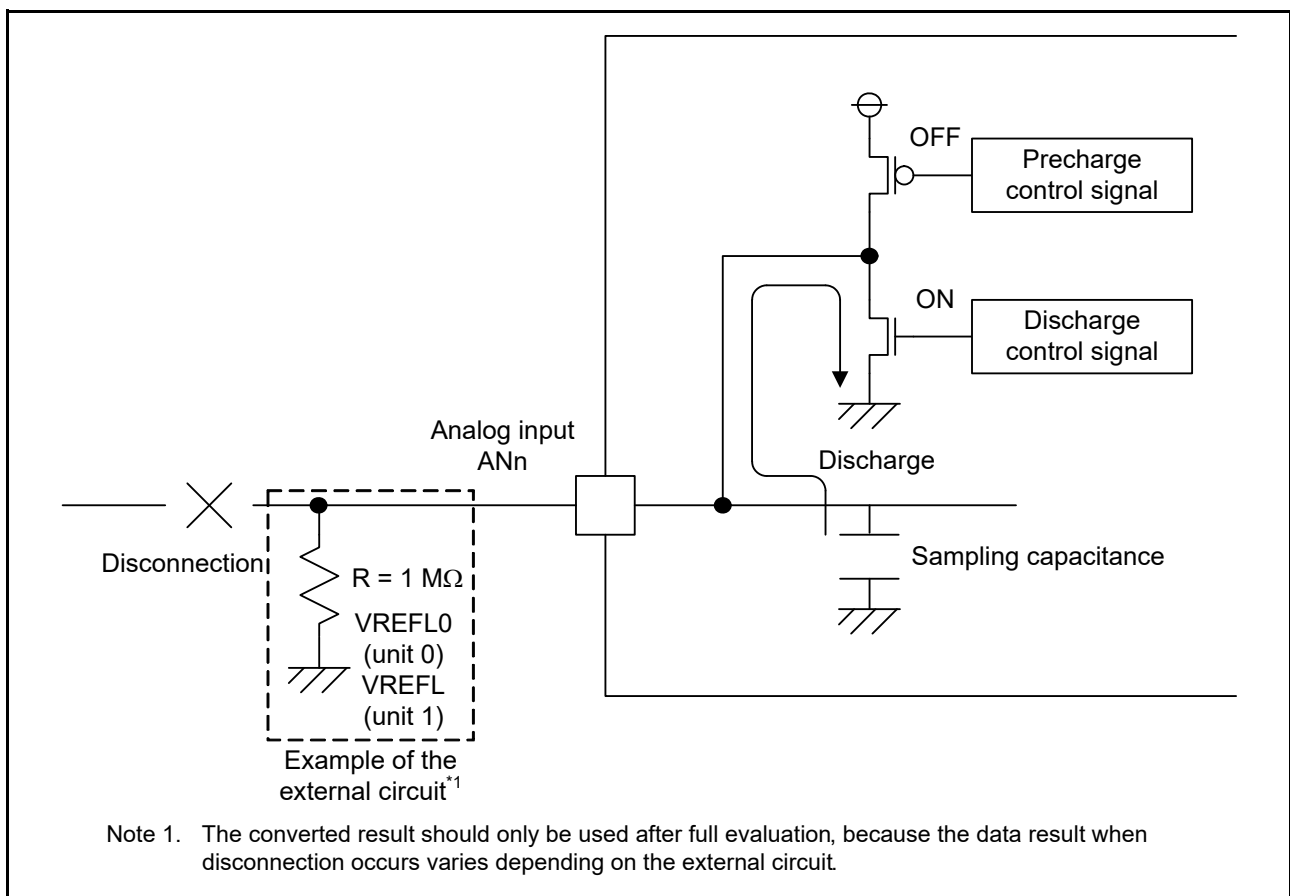 OFF
Precharge
control signal
ON
Discharge
control signal
Analog input
ANn
Discharge
Disconnection
Sampling capacitance
R = 1 MΩ
VREFL0
(unit 0)
VREFL
(unit 1)
Example of the
external circuit*1
Note 1. The converted result should only be used after full evaluation, because the data result when
disconnection occurs varies depending on the external circuit.